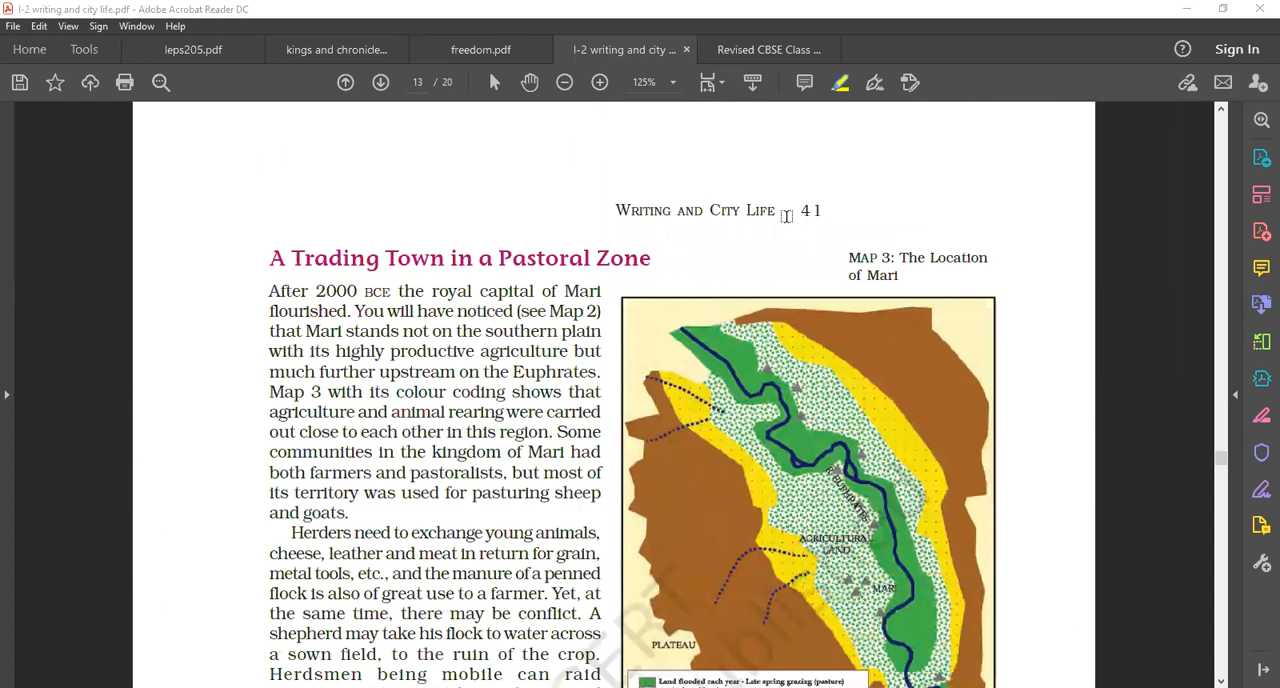 I-2 writing and city life.pdf - Adobe Acrobat Reader DC
File Edit View Sign Window Help
Home Tools leps205.pdf kings and chronicle... freedom.pdf I-2 writing and city ... × Revised CBSE Class ... Sign In
13 / 20 125%
WRITING AND CITY LIFE 41
A Trading Town in a Pastoral Zone
After 2000 BCE the royal capital of Mari
flourished. You will have noticed (see Map 2)
that Mari stands not on the southern plain
with its highly productive agriculture but
much further upstream on the Euphrates.
Map 3 with its colour coding shows that
agriculture and animal rearing were carried
out close to each other in this region. Some
communities in the kingdom of Mari had
both farmers and pastoralists, but most of
its territory was used for pasturing sheep
and goats.
Herders need to exchange young animals,
cheese, leather and meat in return for grain,
metal tools, etc., and the manure of a penned
flock is also of great use to a farmer. Yet, at
the same time, there may be conflict. A
shepherd may take his flock to water across
a sown field, to the ruin of the crop.
Herdsmen being mobile can raid
MAP 3: The Location
of Mari
R. EUPHRATES
AGRICULTURAL
LAND
MARI
PLATEAU
Land flooded each year - Late spring grazing (pasture)